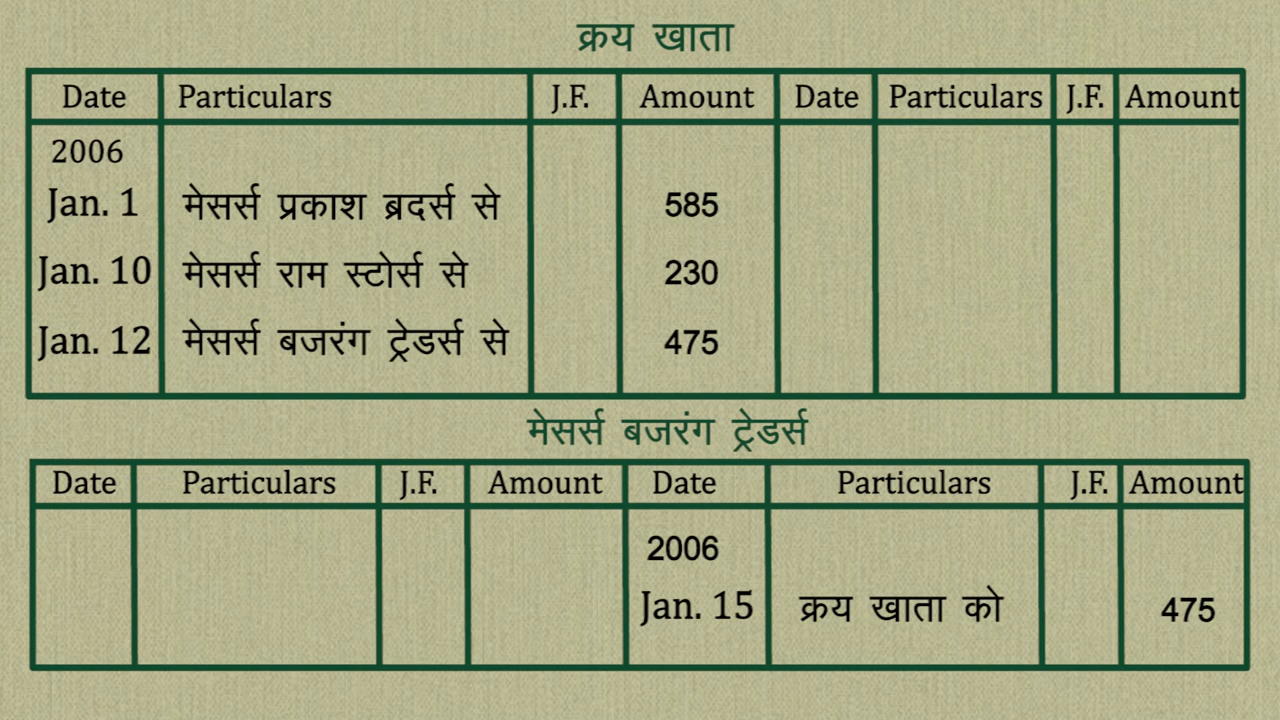 क्रय खाता
Date Particulars J.F. Amount Date Particulars J.F. Amount
2006
Jan. 1 मेसर्स प्रकाश ब्रदर्स से 585
Jan. 10 मेसर्स राम स्टोर्स से 230
Jan. 12 मेसर्स बजरंग ट्रेडर्स से 475
मेसर्स बजरंग ट्रेडर्स
Date Particulars J.F. Amount Date Particulars J.F. Amount
2006
Jan. 15 क्रय खाता को 475